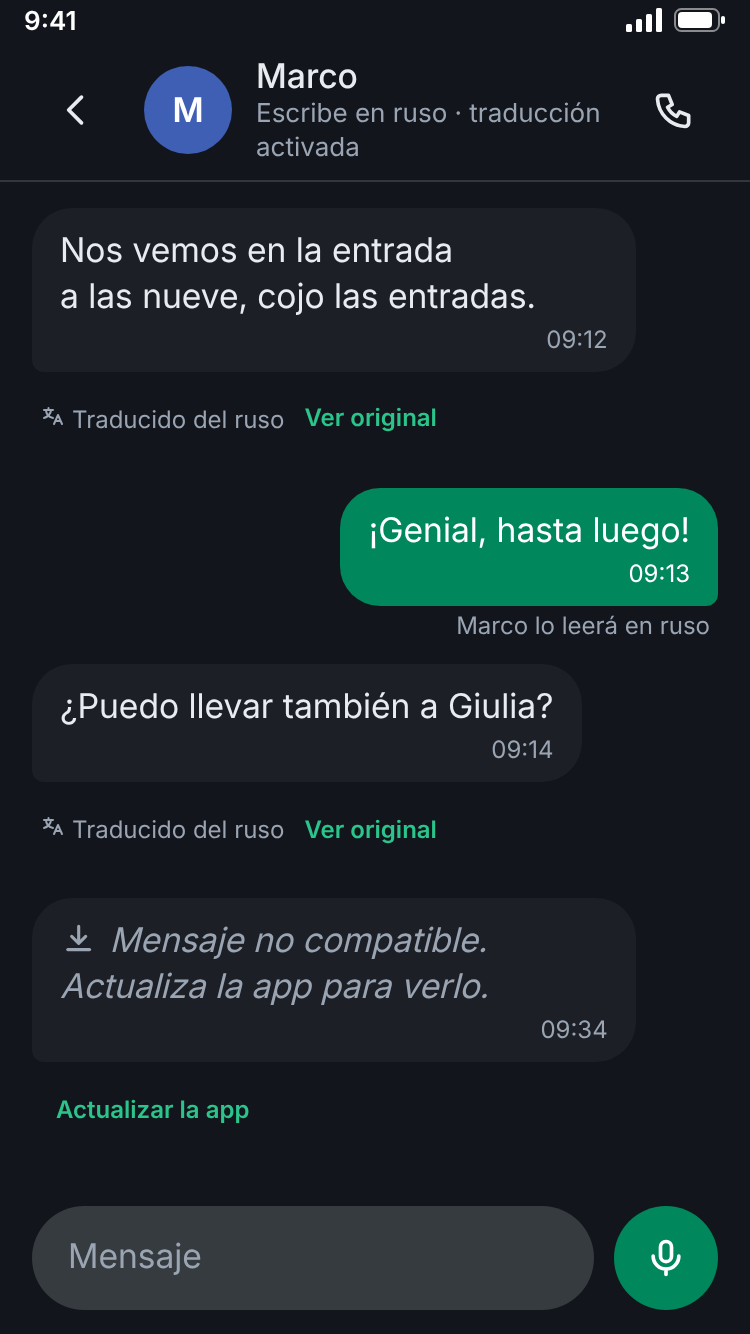 9:41
M
Marco
Escribe en ruso · traducción
activada
Nos vemos en la entrada
a las nueve, cojo las entradas.
09:12
Traducido del ruso Ver original
¡Genial, hasta luego!
09:13
Marco lo leerá en ruso
¿Puedo llevar también a Giulia?
09:14
Traducido del ruso Ver original
Mensaje no compatible.
Actualiza la app para verlo.
09:34
Actualizar la app
Mensaje